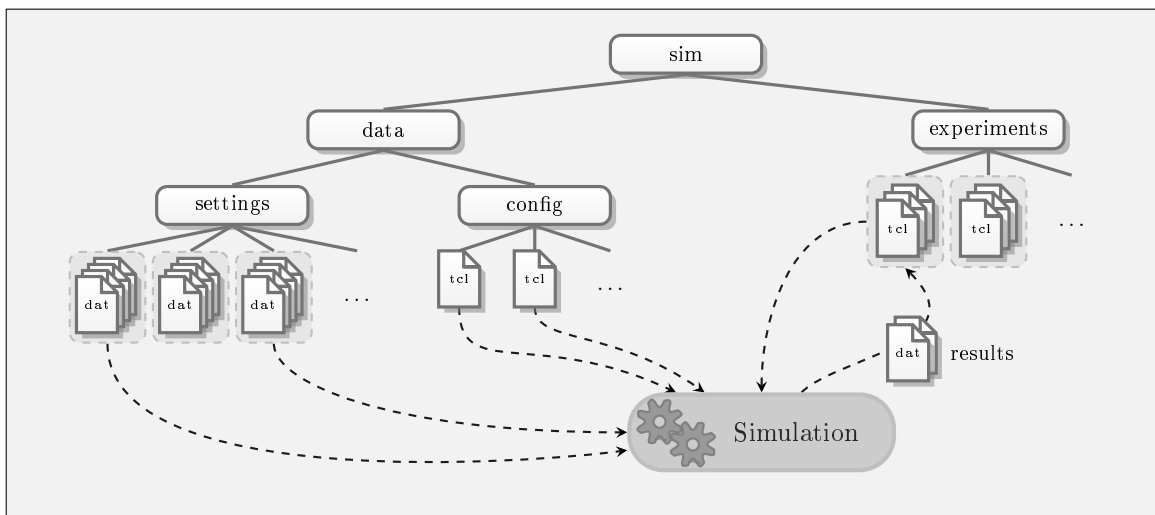 sim
data
experiments
settings
config
tcl
tcl
. . .
tcl
tcl
. . .
. . .
dat
dat
dat
dat
results
Simulation